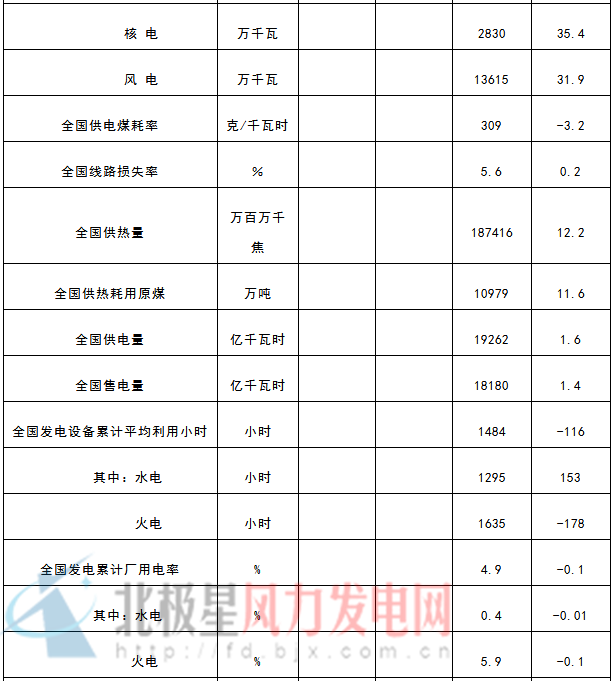 核 电 万千瓦 2830 35.4
风 电 万千瓦 13615 31.9
全国供电煤耗率 克/千瓦时 309 -3.2
全国线路损失率 % 5.6 0.2
全国供热量 万百万千焦 187416 12.2
全国供热耗用原煤 万吨 10979 11.6
全国供电量 亿千瓦时 19262 1.6
全国售电量 亿千瓦时 18180 1.4
全国发电设备累计平均利用小时 小时 1484 -116
其中：水电 小时 1295 153
火电 小时 1635 -178
全国发电累计厂用电率 % 4.9 -0.1
其中：水电 % 0.4 -0.01
火电 % 5.9 -0.1
北极星风力发电网
http://fd.bjx.com.cn